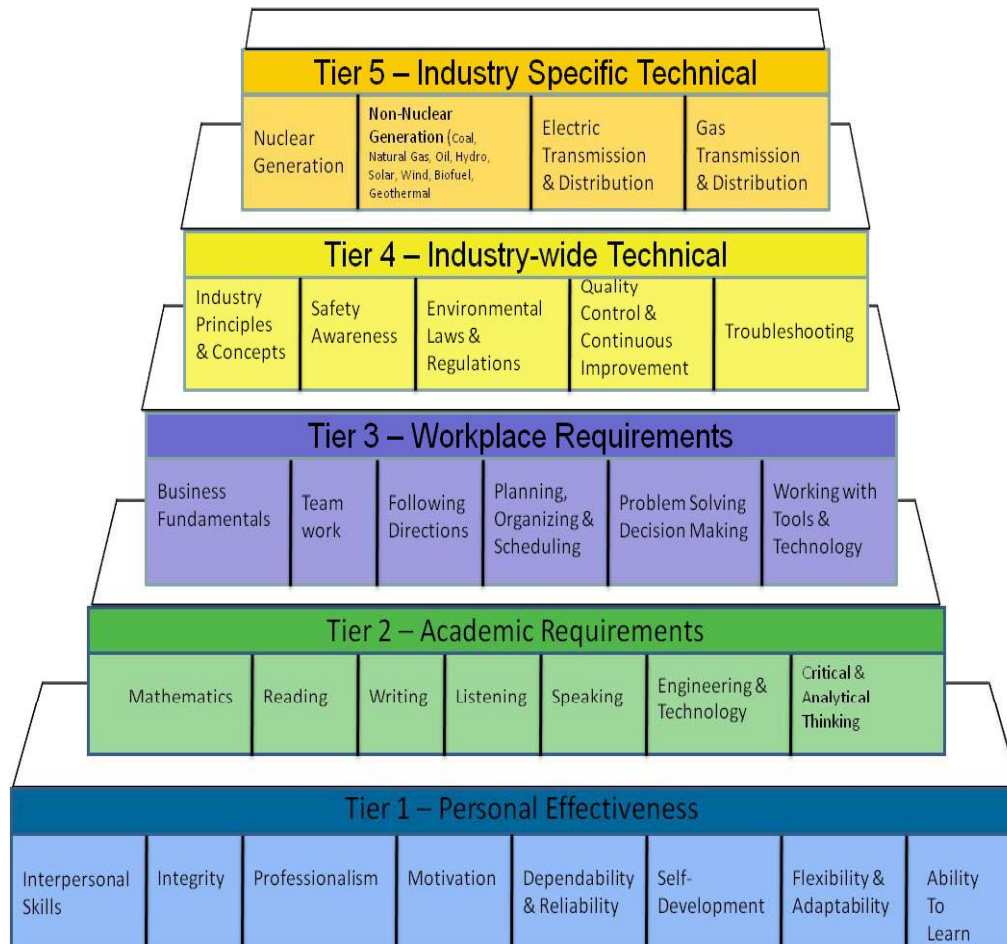 Tier 5 – Industry Specific Technical
Nuclear
Generation
Non-Nuclear
Generation (Coal,
Natural Gas, Oil, Hydro,
Solar, Wind, Biofuel,
Geothermal
Electric
Transmission
& Distribution
Gas
Transmission
& Distribution
Tier 4 – Industry-wide Technical
Industry
Principles
& Concepts
Safety
Awareness
Environmental
Laws &
Regulations
Quality
Control &
Continuous
Improvement
Troubleshooting
Tier 3 – Workplace Requirements
Business
Fundamentals
Team
work
Following
Directions
Planning,
Organizing &
Scheduling
Problem Solving
Decision Making
Working with
Tools &
Technology
Tier 2 – Academic Requirements
Mathematics
Reading
Writing
Listening
Speaking
Engineering &
Technology
Critical &
Analytical
Thinking
Tier 1 – Personal Effectiveness
Interpersonal
Skills
Integrity
Professionalism
Motivation
Dependability
& Reliability
Self-
Development
Flexibility &
Adaptability
Ability
To
Learn